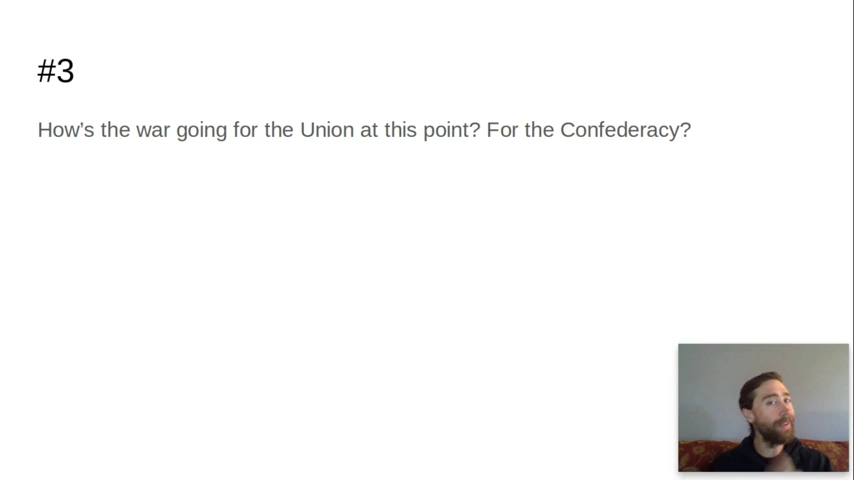 #3
How’s the war going for the Union at this point? For the Confederacy?